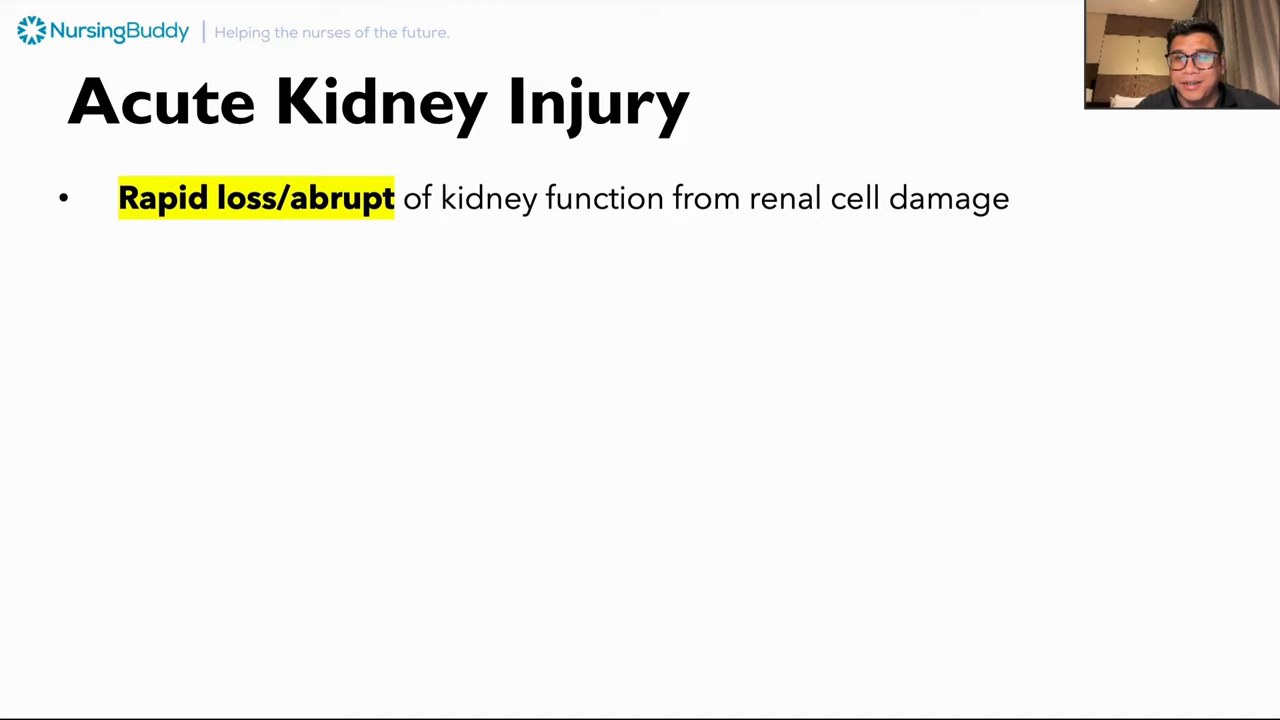 NursingBuddy | Helping the nurses of the future.
Acute Kidney Injury
• Rapid loss/abrupt of kidney function from renal cell damage